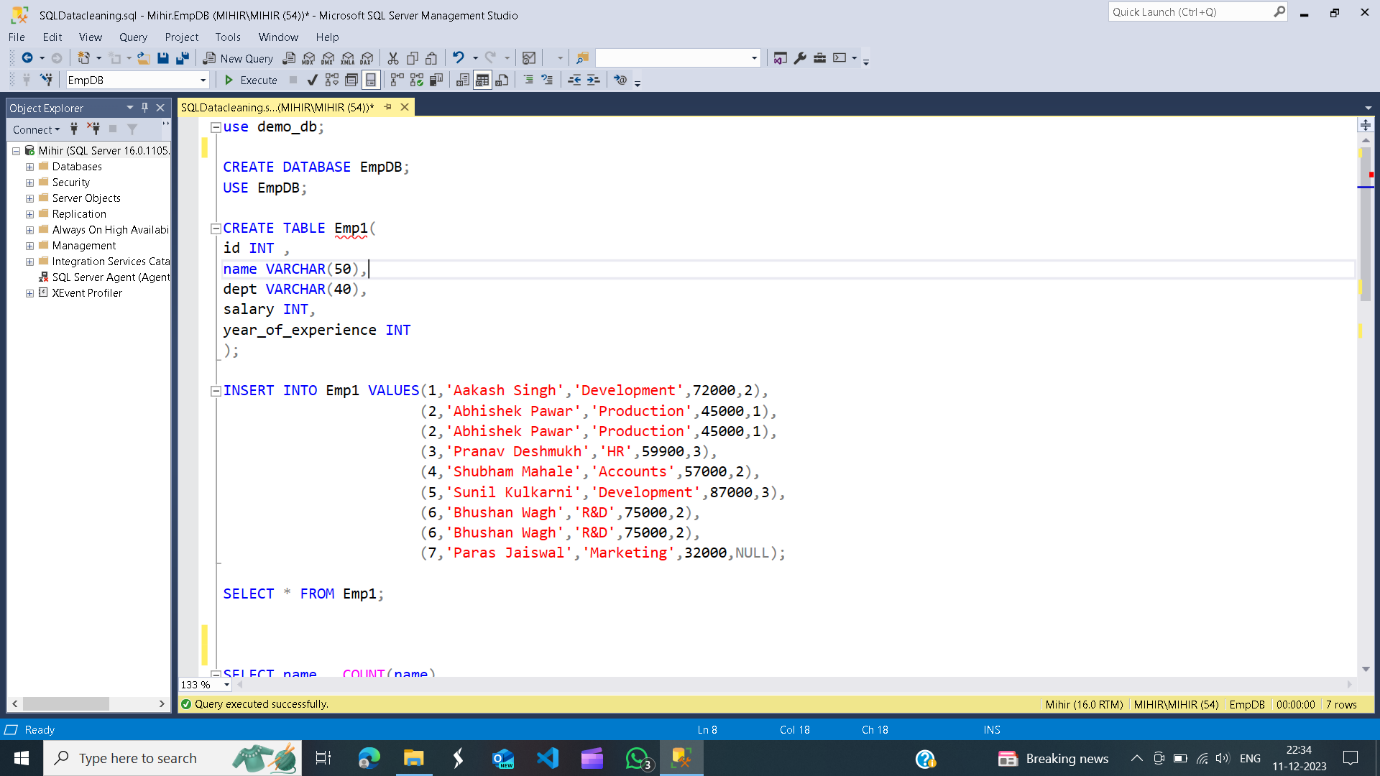 SQLDatacleaning.sql - Mihir.EmpDB (MIHIR\MIHIR (54))* - Microsoft SQL Server Management Studio
Quick Launch (Ctrl+Q)
File Edit View Query Project Tools Window Help
New Query
EmpDB
Execute
Object Explorer
SQLDatacleaning.s...(MIHIR\MIHIR (54))*
Connect
Mihir (SQL Server 16.0.1105.
Databases
Security
Server Objects
Replication
Always On High Availabi
Management
Integration Services Cata
SQL Server Agent (Agent
XEvent Profiler
use demo_db;
CREATE DATABASE EmpDB;
USE EmpDB;
CREATE TABLE Emp1(
id INT ,
name VARCHAR(50),
dept VARCHAR(40),
salary INT,
year_of_experience INT
);
INSERT INTO Emp1 VALUES(1,'Aakash Singh','Development',72000,2),
(2,'Abhishek Pawar','Production',45000,1),
(2,'Abhishek Pawar','Production',45000,1),
(3,'Pranav Deshmukh','HR',59900,3),
(4,'Shubham Mahale','Accounts',57000,2),
(5,'Sunil Kulkarni','Development',87000,3),
(6,'Bhushan Wagh','R&D',75000,2),
(6,'Bhushan Wagh','R&D',75000,2),
(7,'Paras Jaiswal','Marketing',32000,NULL);
SELECT * FROM Emp1;
SELECT name COUNT(name)
133 %
Query executed successfully.
Mihir (16.0 RTM) MIHIR\MIHIR (54) EmpDB 00:00:00 7 rows
Ready
Ln 8 Col 18 Ch 18 INS
Type here to search
3
Breaking news
ENG
22:34
11-12-2023